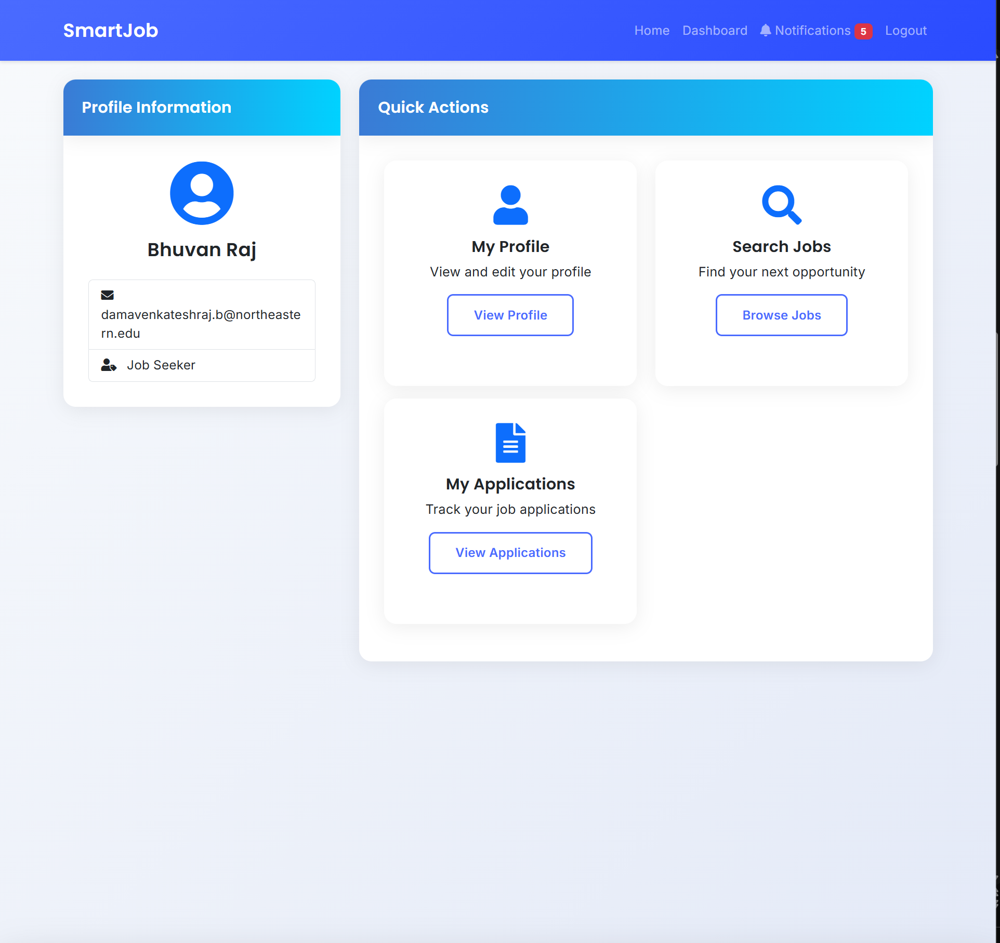 SmartJob
Home Dashboard Notifications 5 Logout
Profile Information
Bhuvan Raj
damavenkateshraj.b@northeaste
rn.edu
Job Seeker
Quick Actions
My Profile
View and edit your profile
View Profile
Search Jobs
Find your next opportunity
Browse Jobs
My Applications
Track your job applications
View Applications